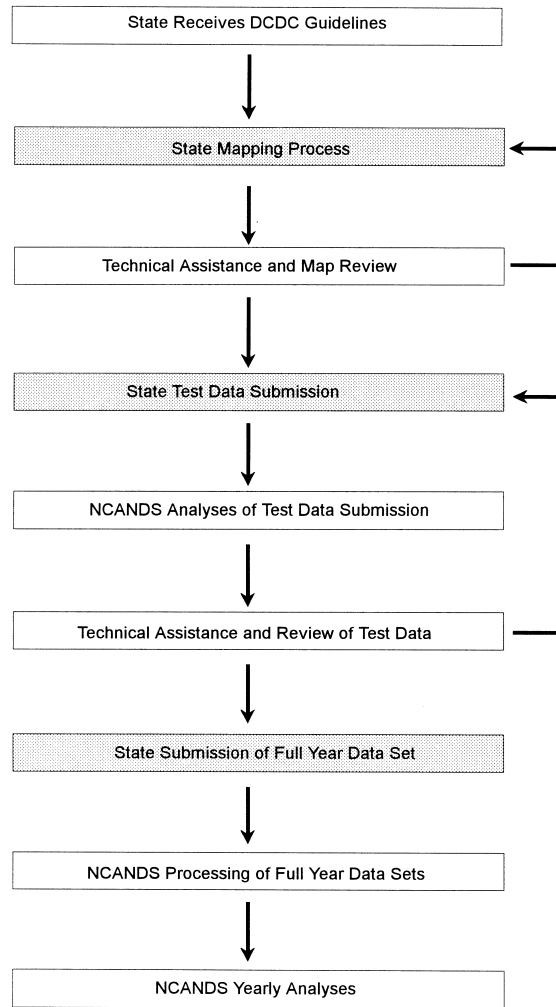 State Receives DCDC Guidelines
State Mapping Process
Technical Assistance and Map Review
State Test Data Submission
NCANDS Analyses of Test Data Submission
Technical Assistance and Review of Test Data
State Submission of Full Year Data Set
NCANDS Processing of Full Year Data Sets
NCANDS Yearly Analyses